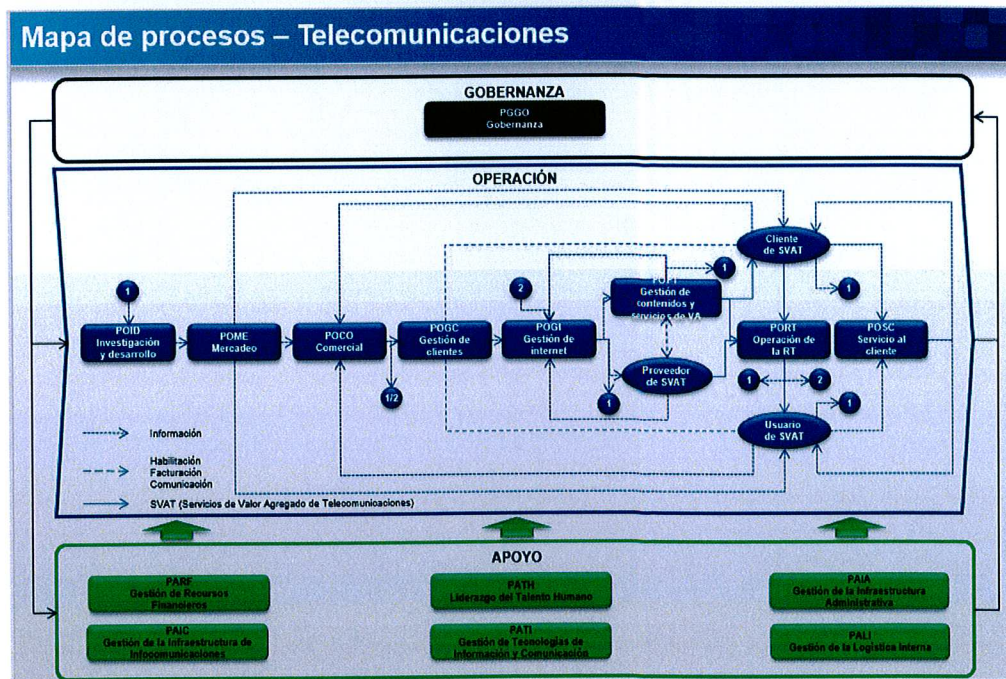 Mapa de procesos – Telecomunicaciones
GOBERNANZA
PGGO
Gobernanza
OPERACIÓN
Cliente
de SVAT
1
2
1
Gestión de
contenidos y
servicios de VA
1
POID
Investigación
y desarrollo
POME
Mercadeo
POCO
Comercial
POGC
Gestión de
clientes
POGI
Gestión de
internet
PORT
Operación de
la RT
POSC
Servicio al
cliente
Proveedor
de SVAT
1/2
1
1
2
1
Usuario
de SVAT
Información
Habilitación
Facturación
Comunicación
SVAT (Servicios de Valor Agregado de Telecomunicaciones)
APOYO
PARF
Gestión de Recursos
Financieros
PATH
Liderazgo del Talento Humano
PAIA
Gestión de la Infraestructura
Administrativa
PAIC
Gestión de la Infraestructura de
Infocomunicaciones
PATI
Gestión de Tecnologías de
Información y Comunicación
PALI
Gestión de la Logística Interna